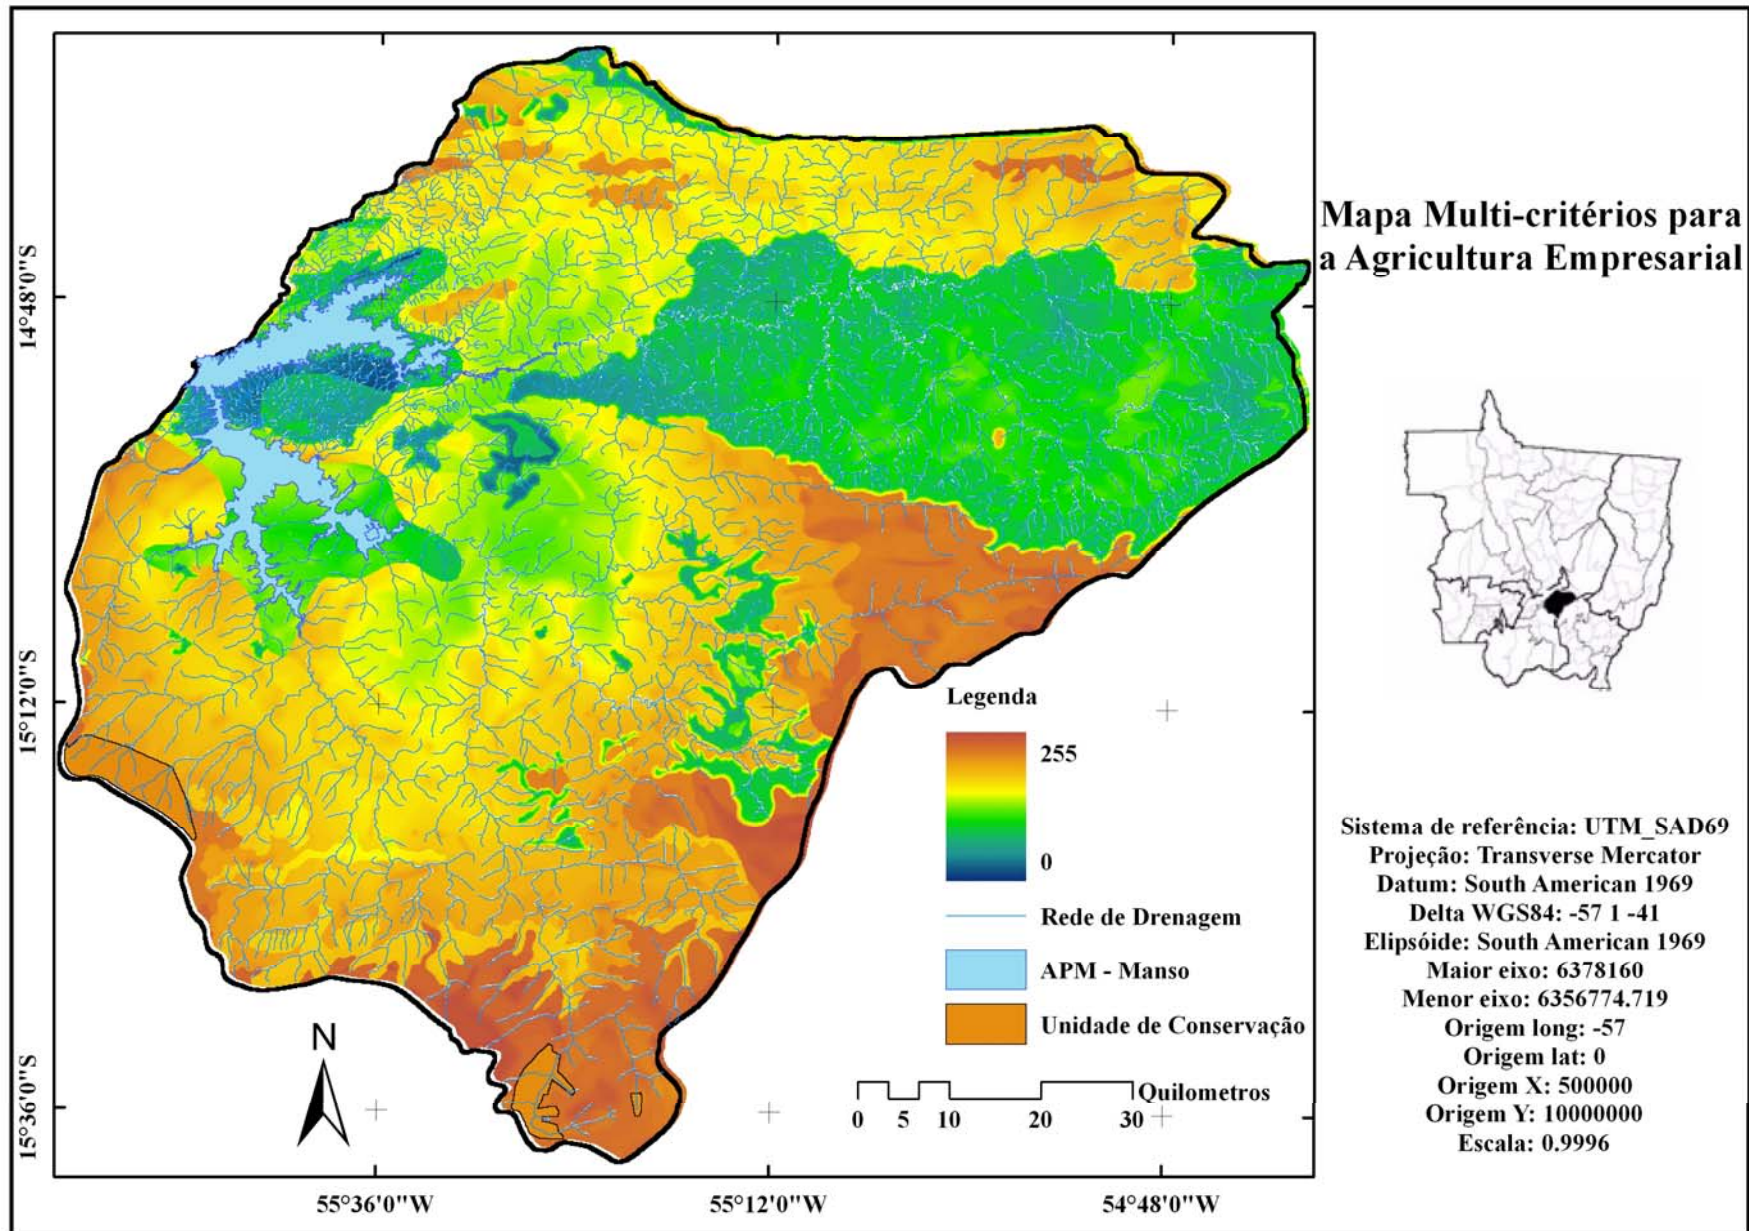 Mapa Multi-critérios para
a Agricultura Empresarial
14°48'0"S
15°12'0"S
15°36'0"S
Legenda
255
0
Rede de Drenagem
APM - Manso
Unidade de Conservação
N
Quilometros
0 5 10 20 30
55°36'0"W 55°12'0"W 54°48'0"W
Sistema de referência: UTM_SAD69
Projeção: Transverse Mercator
Datum: South American 1969
Delta WGS84: -57 1 -41
Elipsóide: South American 1969
Maior eixo: 6378160
Menor eixo: 6356774.719
Origem long: -57
Origem lat: 0
Origem X: 500000
Origem Y: 10000000
Escala: 0.9996